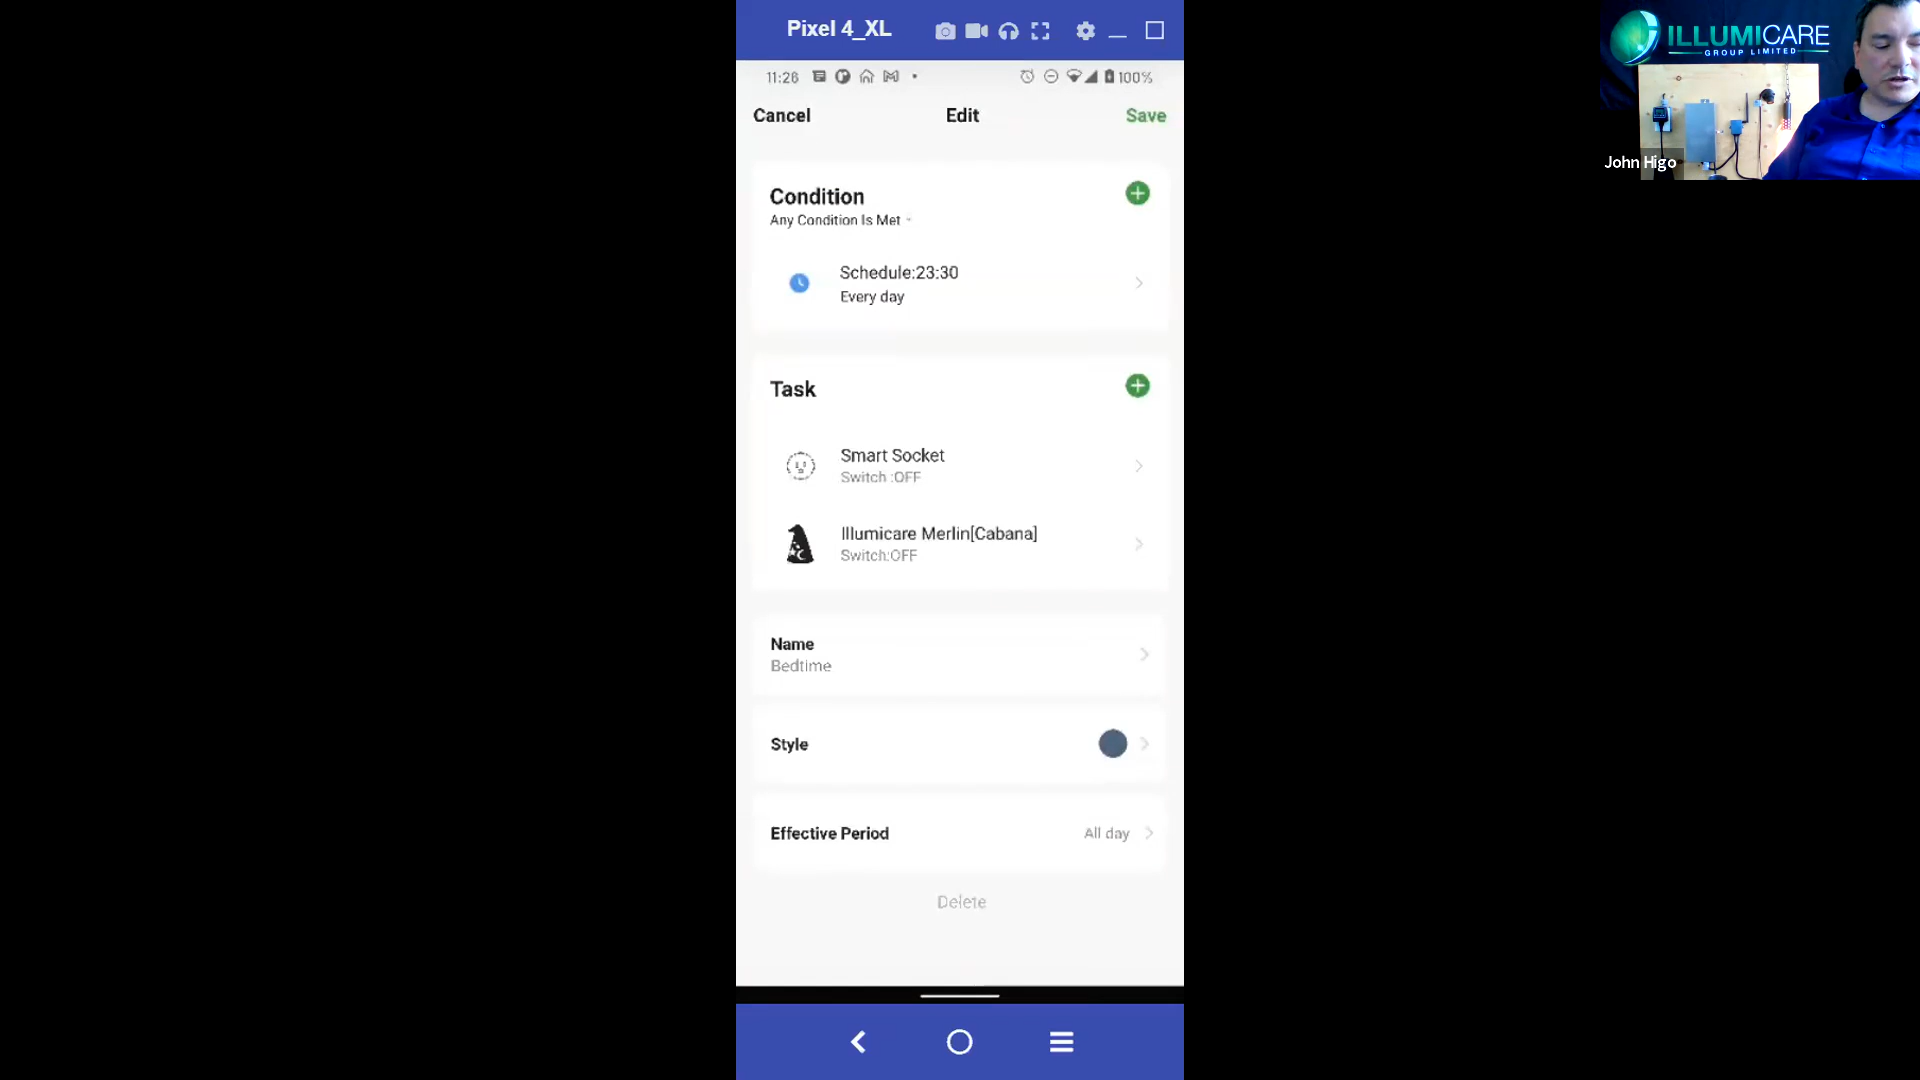 Pixel 4_XL
11:26
100%
Cancel
Edit
Save
Condition
Any Condition Is Met
Schedule:23:30
Every day
Task
Smart Socket
Switch :OFF
Illumicare Merlin[Cabana]
Switch:OFF
Name
Bedtime
Style
Effective Period
All day
Delete
ILLUMICARE
GROUP LIMITED
John Higo